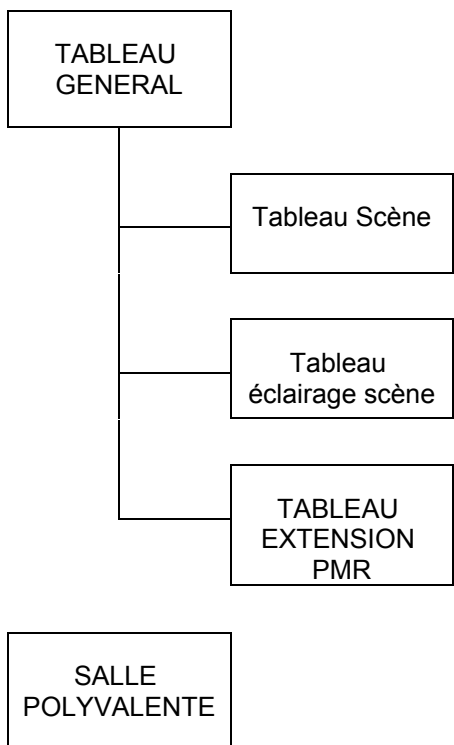 TABLEAU
GENERAL
Tableau Scène
Tableau
éclairage scène
TABLEAU
EXTENSION
PMR
SALLE
POLYVALENTE